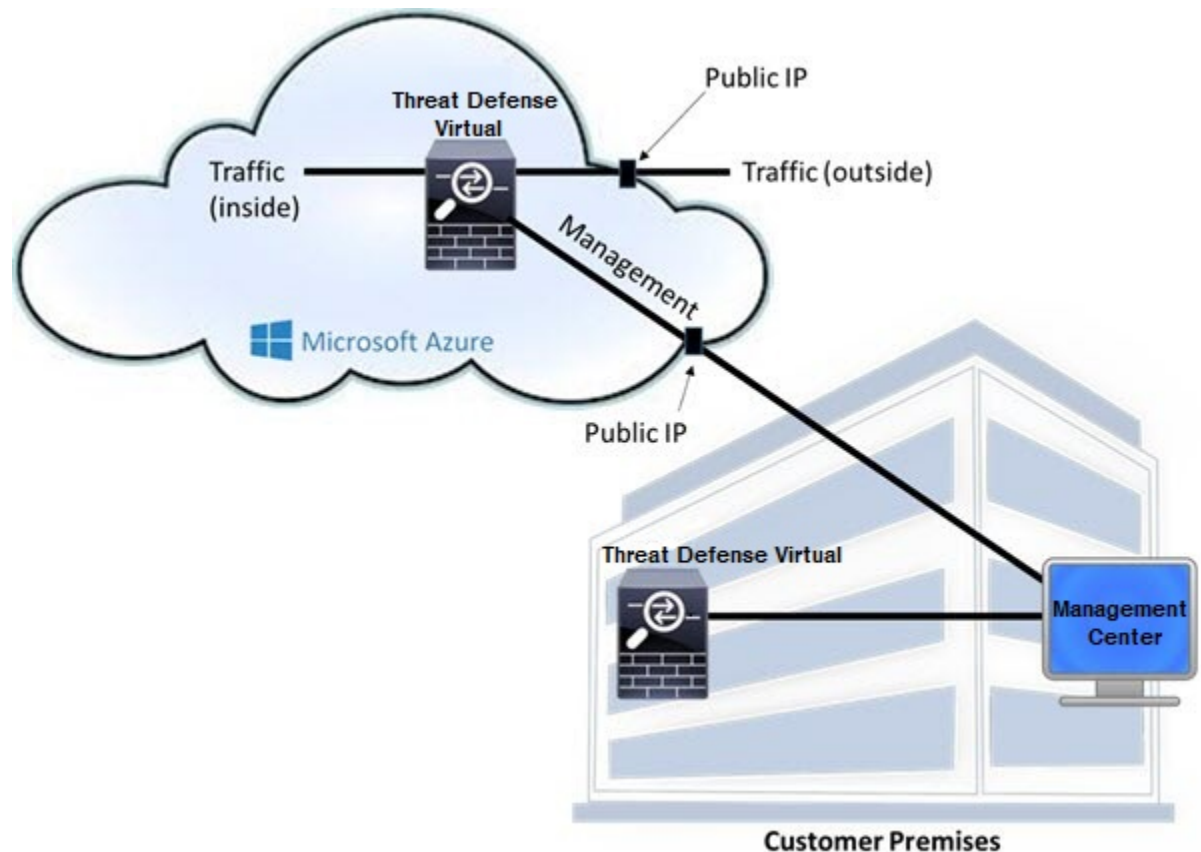 Public IP
Threat Defense
Virtual
Traffic
(inside)
Traffic (outside)
Management
Microsoft Azure
Public IP
Threat Defense Virtual
Management
Center
Customer Premises